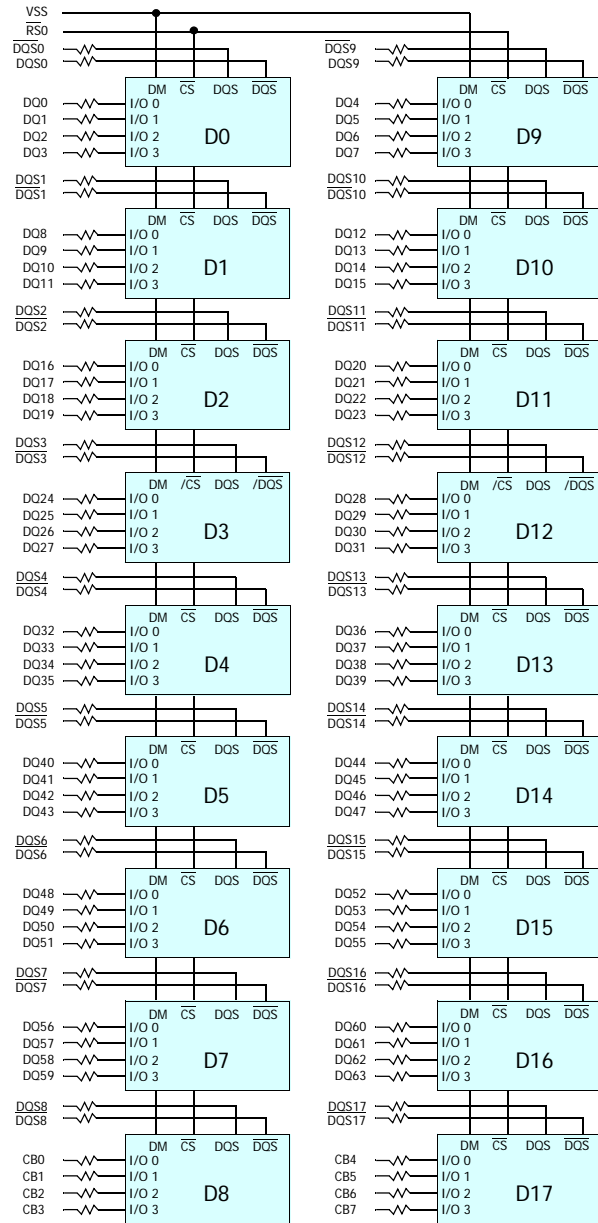 VSS
RS0
DQS0
DQS0
DM CS DQS DQS
DQ0 I/O 0
DQ1 I/O 1
DQ2 I/O 2
DQ3 I/O 3
D0
DQS1
DQS1
DM CS DQS DQS
DQ8 I/O 0
DQ9 I/O 1
DQ10 I/O 2
DQ11 I/O 3
D1
DQS2
DQS2
DM CS DQS DQS
DQ16 I/O 0
DQ17 I/O 1
DQ18 I/O 2
DQ19 I/O 3
D2
DQS3
DQS3
DM /CS DQS /DQS
DQ24 I/O 0
DQ25 I/O 1
DQ26 I/O 2
DQ27 I/O 3
D3
DQS4
DQS4
DM CS DQS DQS
DQ32 I/O 0
DQ33 I/O 1
DQ34 I/O 2
DQ35 I/O 3
D4
DQS5
DQS5
DM CS DQS DQS
DQ40 I/O 0
DQ41 I/O 1
DQ42 I/O 2
DQ43 I/O 3
D5
DQS6
DQS6
DM CS DQS DQS
DQ48 I/O 0
DQ49 I/O 1
DQ50 I/O 2
DQ51 I/O 3
D6
DQS7
DQS7
DM CS DQS DQS
DQ56 I/O 0
DQ57 I/O 1
DQ58 I/O 2
DQ59 I/O 3
D7
DQS8
DQS8
DM CS DQS DQS
CB0 I/O 0
CB1 I/O 1
CB2 I/O 2
CB3 I/O 3
D8
DQS9
DQS9
DM CS DQS DQS
DQ4 I/O 0
DQ5 I/O 1
DQ6 I/O 2
DQ7 I/O 3
D9
DQS10
DQS10
DM CS DQS DQS
DQ12 I/O 0
DQ13 I/O 1
DQ14 I/O 2
DQ15 I/O 3
D10
DQS11
DQS11
DM CS DQS DQS
DQ20 I/O 0
DQ21 I/O 1
DQ22 I/O 2
DQ23 I/O 3
D11
DQS12
DQS12
DM /CS DQS /DQS
DQ28 I/O 0
DQ29 I/O 1
DQ30 I/O 2
DQ31 I/O 3
D12
DQS13
DQS13
DM CS DQS DQS
DQ36 I/O 0
DQ37 I/O 1
DQ38 I/O 2
DQ39 I/O 3
D13
DQS14
DQS14
DM CS DQS DQS
DQ44 I/O 0
DQ45 I/O 1
DQ46 I/O 2
DQ47 I/O 3
D14
DQS15
DQS15
DM CS DQS DQS
DQ52 I/O 0
DQ53 I/O 1
DQ54 I/O 2
DQ55 I/O 3
D15
DQS16
DQS16
DM CS DQS DQS
DQ60 I/O 0
DQ61 I/O 1
DQ62 I/O 2
DQ63 I/O 3
D16
DQS17
DQS17
DM CS DQS DQS
CB4 I/O 0
CB5 I/O 1
CB6 I/O 2
CB7 I/O 3
D17